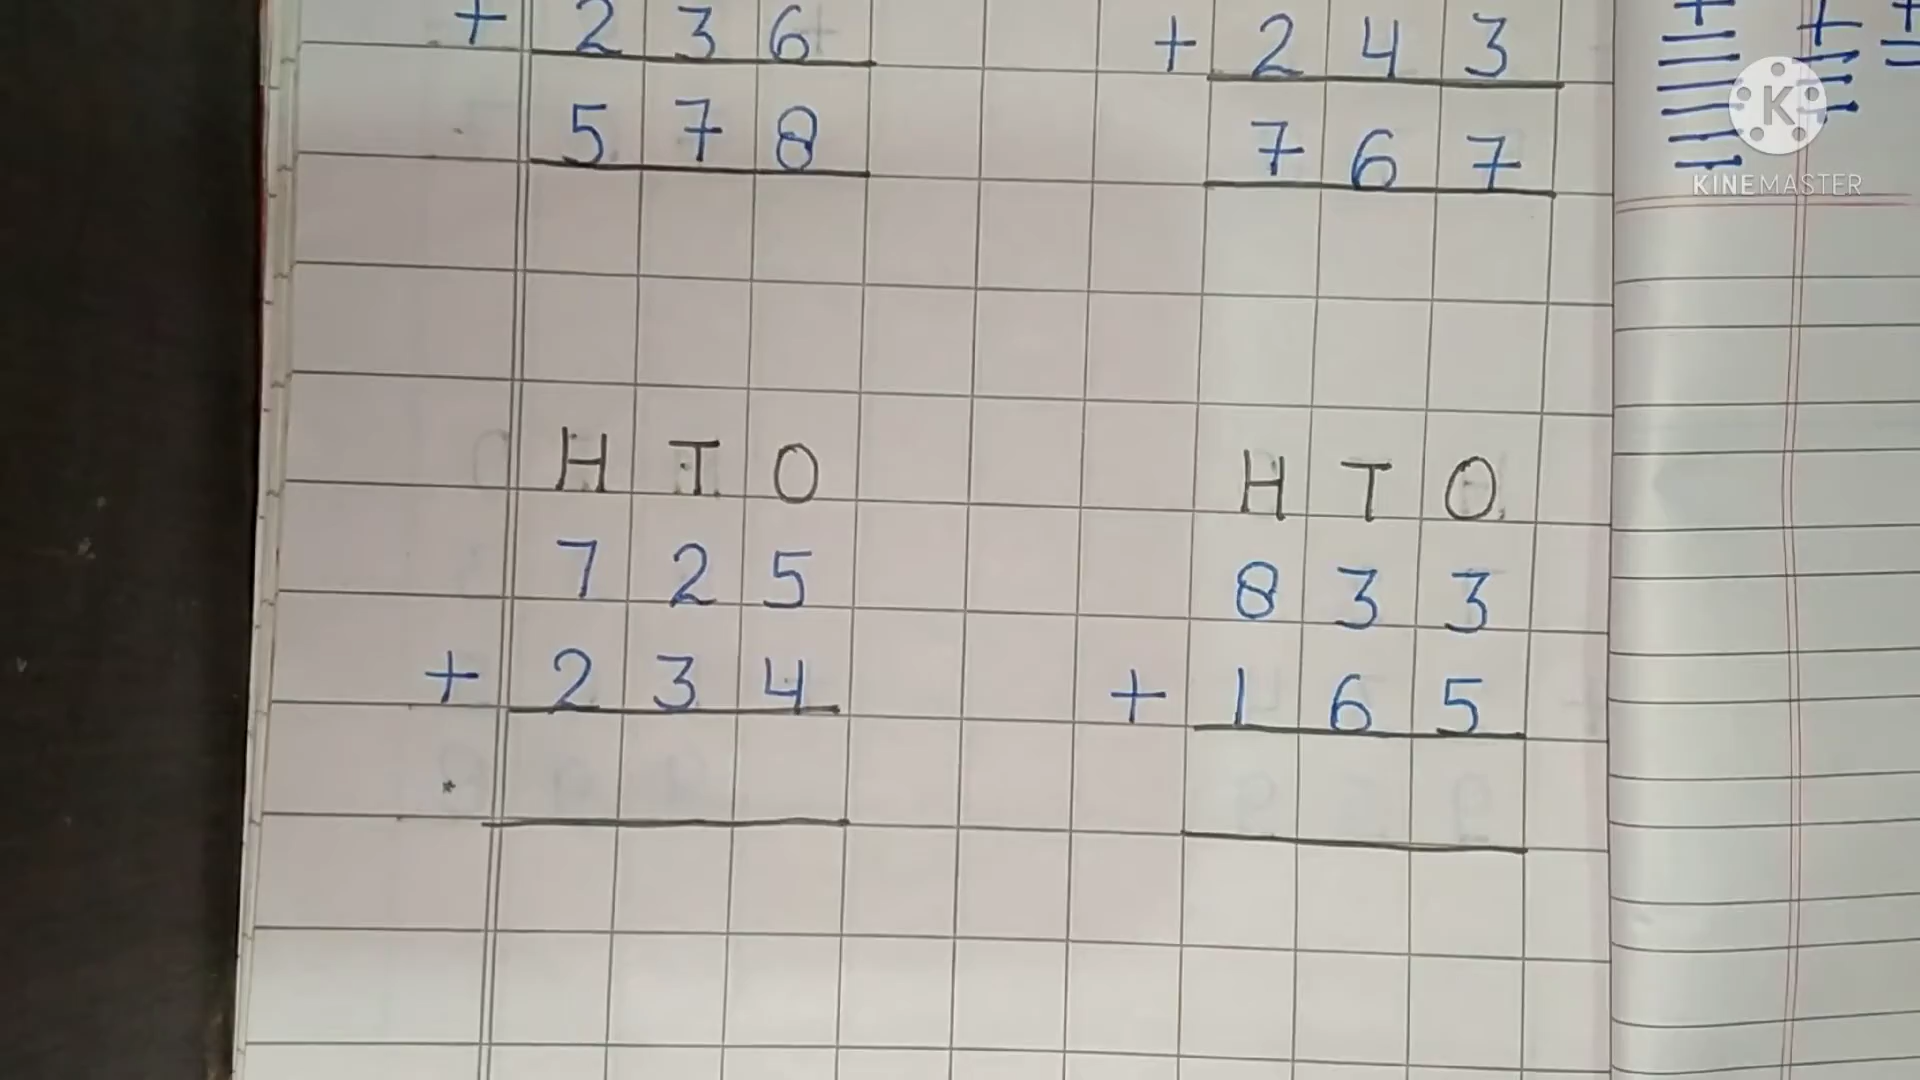 + 2 3 6
5 7 8
+ 2 4 3
7 6 7
H T O
7 2 5
+ 2 3 4
H T O
8 3 3
+ 1 6 5
K
KINEMASTER